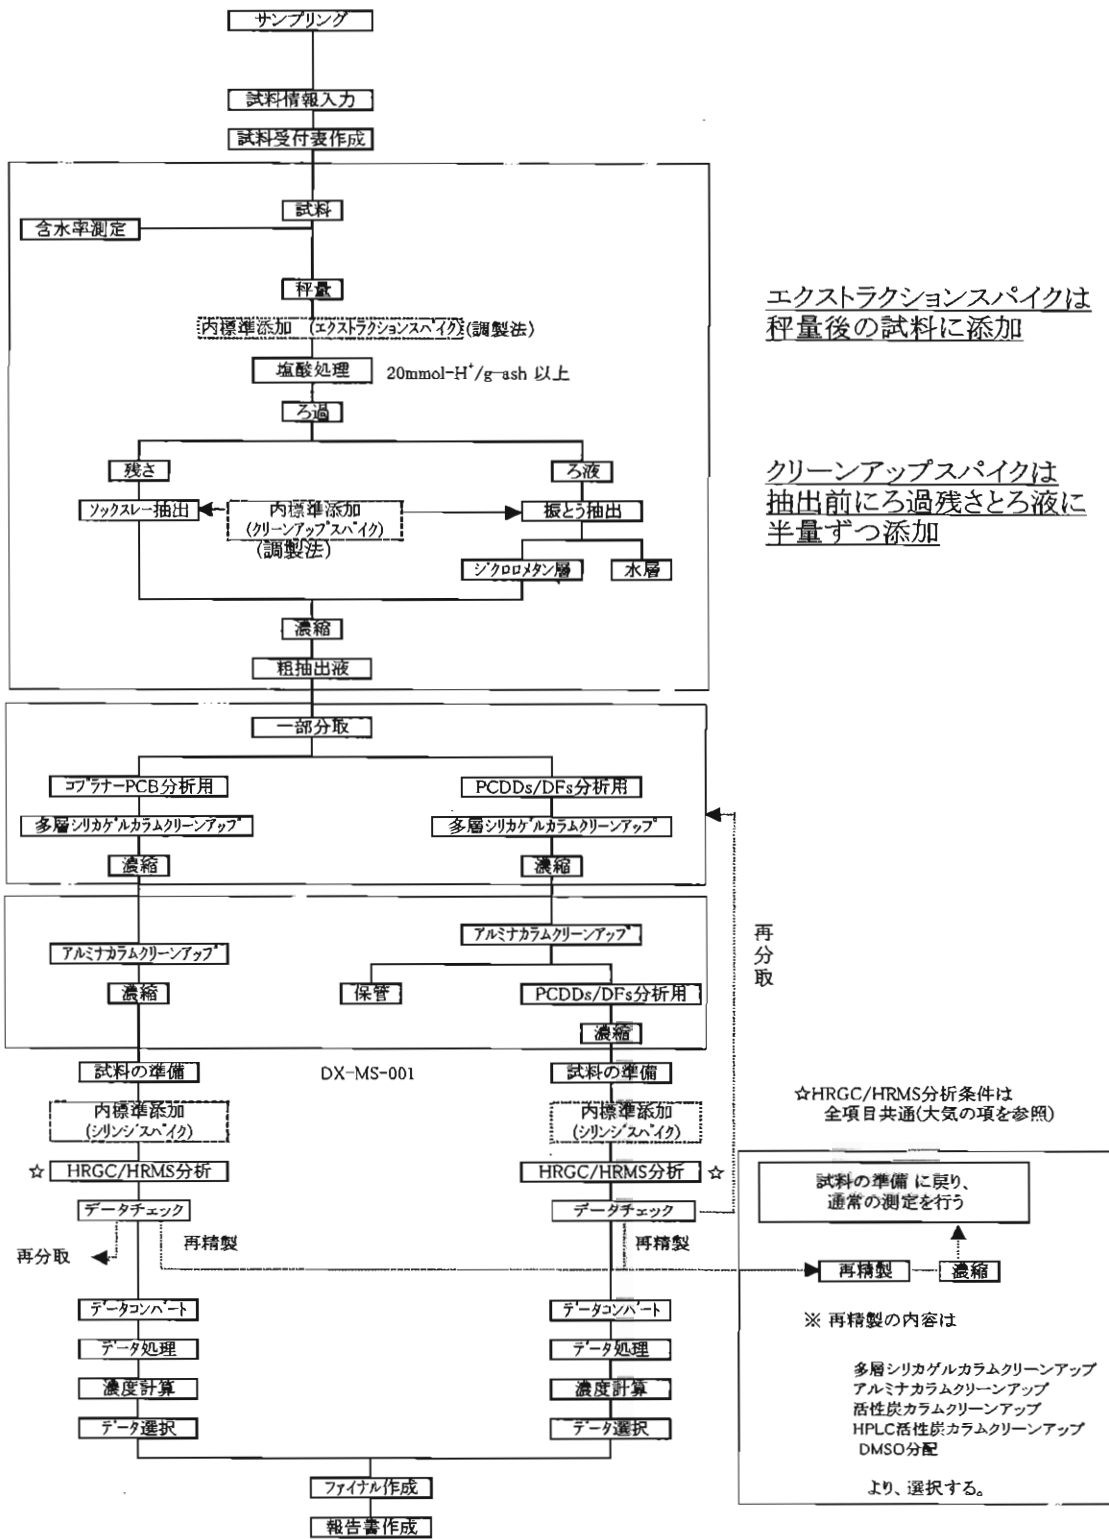 サンプリング
試料情報入力
試料受付表作成
試料
含水率測定
秤量
内標準添加 (エクストラクションスパイク)(調製法)
塩酸処理 20mmol-H⁺/g-ash 以上
ろ過
残さ ろ液
ソックスレー抽出 内標準添加 振とう抽出
(クリーンアップスパイク)
(調製法)
ジクロロメタン層 水層
濃縮
粗抽出液
エクストラクションスパイクは
秤量後の試料に添加
クリーンアップスパイクは
抽出前にろ過残さとろ液に
半量ずつ添加
一部分取
コプラナーPCB分析用 PCDDs/DFs分析用
多層シリカゲルカラムクリーンアップ 多層シリカゲルカラムクリーンアップ
濃縮 濃縮
アルミナカラムクリーンアップ アルミナカラムクリーンアップ
濃縮 保管 PCDDs/DFs分析用
濃縮
再分取
試料の準備 DX-MS-001 試料の準備
内標準添加 内標準添加
(シリンジスパイク) (シリンジスパイク)
☆ HRGC/HRMS分析 HRGC/HRMS分析 ☆
データチェック データチェック
再分取 再精製 再精製
データコンバート データコンバート
データ処理 データ処理
濃度計算 濃度計算
データ選択 データ選択
ファイナル作成
報告書作成
☆HRGC/HRMS分析条件は
全項目共通(大気の項を参照)
試料の準備 に戻り、
通常の測定を行う
再精製 濃縮
※ 再精製の内容は
多層シリカゲルカラムクリーンアップ
アルミナカラムクリーンアップ
活性炭カラムクリーンアップ
HPLC活性炭カラムクリーンアップ
DMSO分配
より、選択する。